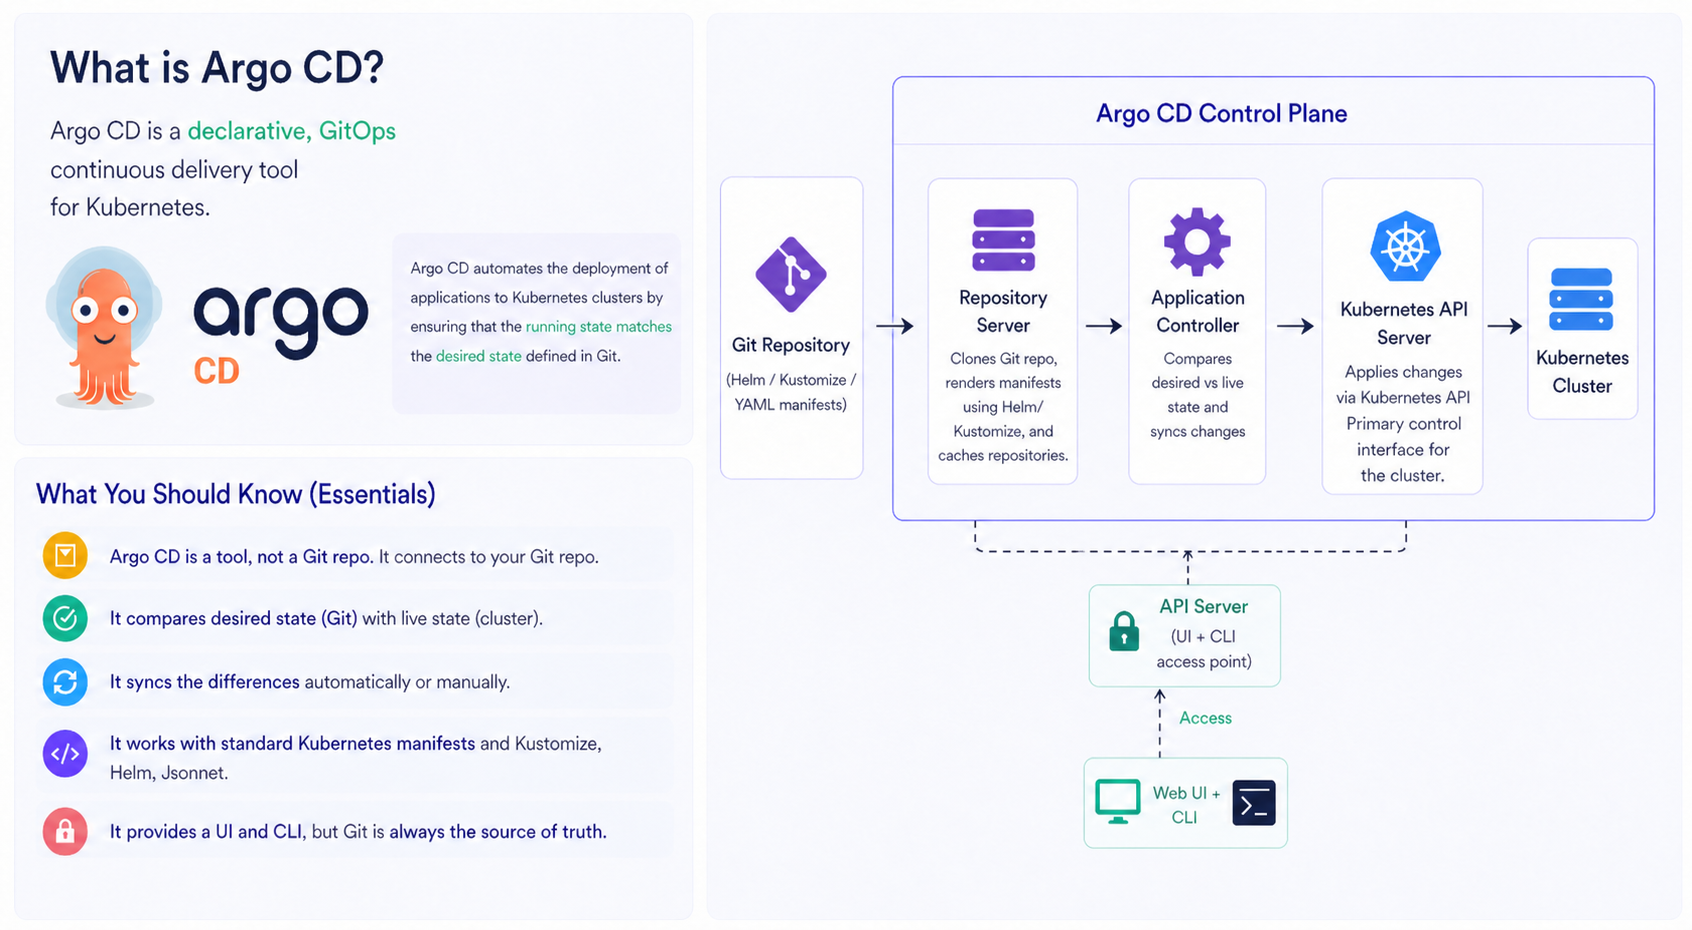 What is Argo CD?
Argo CD is a declarative, GitOps
continuous delivery tool
for Kubernetes.
argo
CD
Argo CD automates the deployment of
applications to Kubernetes clusters by
ensuring that the running state matches
the desired state defined in Git.
What You Should Know (Essentials)
Argo CD is a tool, not a Git repo. It connects to your Git repo.
It compares desired state (Git) with live state (cluster).
It syncs the differences automatically or manually.
It works with standard Kubernetes manifests and Kustomize,
Helm, Jsonnet.
It provides a UI and CLI, but Git is always the source of truth.
Argo CD Control Plane
Git Repository
(Helm / Kustomize /
YAML manifests)
Repository
Server
Clones Git repo,
renders manifests
using Helm/
Kustomize, and
caches repositories.
Application
Controller
Compares
desired vs live
state and
syncs changes
Kubernetes API
Server
Applies changes
via Kubernetes API
Primary control
interface for
the cluster.
Kubernetes
Cluster
API Server
(UI + CLI
access point)
Access
Web UI +
CLI